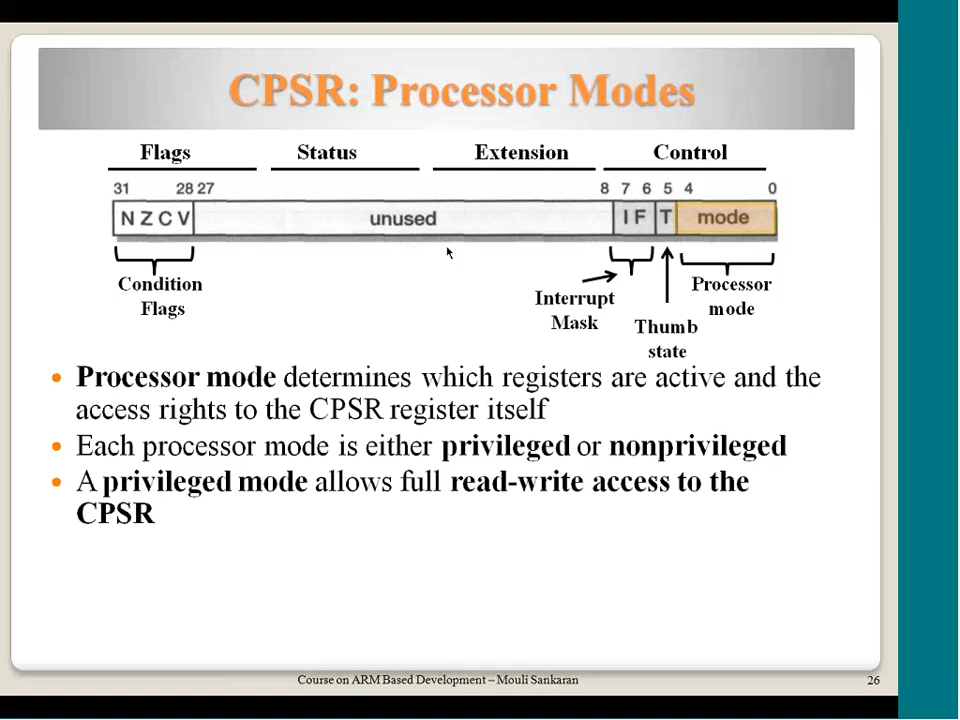 CPSR: Processor Modes
Flags Status Extension Control
31 28 27 8 7 6 5 4 0
N Z C V unused I F T mode
Condition
Flags
Interrupt
Mask
Thumb
state
Processor
mode
• Processor mode determines which registers are active and the
access rights to the CPSR register itself
• Each processor mode is either privileged or nonprivileged
• A privileged mode allows full read-write access to the
CPSR
Course on ARM Based Development – Mouli Sankaran 26